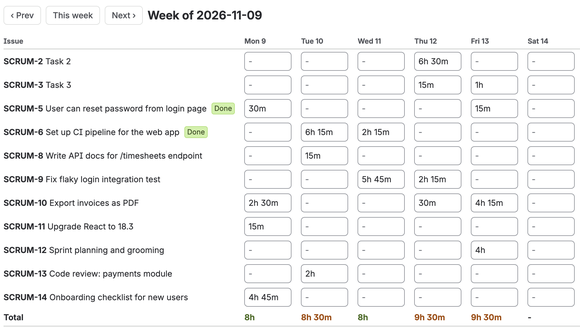 ‹ Prev This week Next › Week of 2026-11-09
Issue Mon 9 Tue 10 Wed 11 Thu 12 Fri 13 Sat 14
SCRUM-2 Task 2 - - - 6h 30m - -
SCRUM-3 Task 3 - - - 15m 1h -
SCRUM-5 User can reset password from login page Done 30m - - - 15m -
SCRUM-6 Set up CI pipeline for the web app Done - 6h 15m 2h 15m - - -
SCRUM-8 Write API docs for /timesheets endpoint - 15m - - - -
SCRUM-9 Fix flaky login integration test - - 5h 45m 2h 15m - -
SCRUM-10 Export invoices as PDF 2h 30m - - 30m 4h 15m -
SCRUM-11 Upgrade React to 18.3 15m - - - - -
SCRUM-12 Sprint planning and grooming - - - - 4h -
SCRUM-13 Code review: payments module - 2h - - - -
SCRUM-14 Onboarding checklist for new users 4h 45m - - - - -
Total 8h 8h 30m 8h 9h 30m 9h 30m -